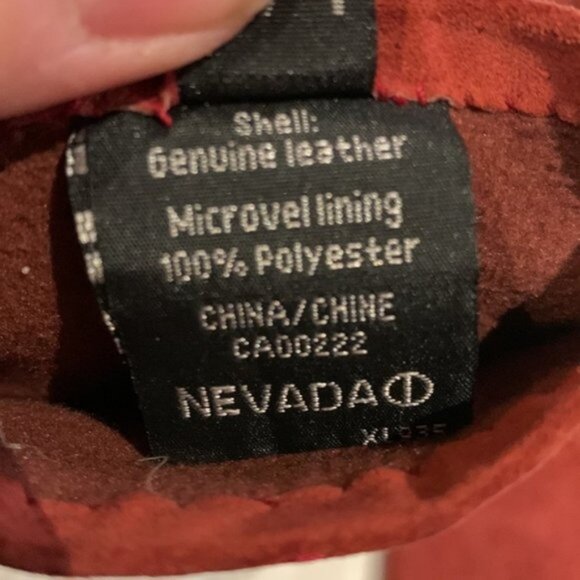 Shell:
Genuine leather
Microvel lining
100% Polyester
CHINA/CHINE
CA00222
NEVADA